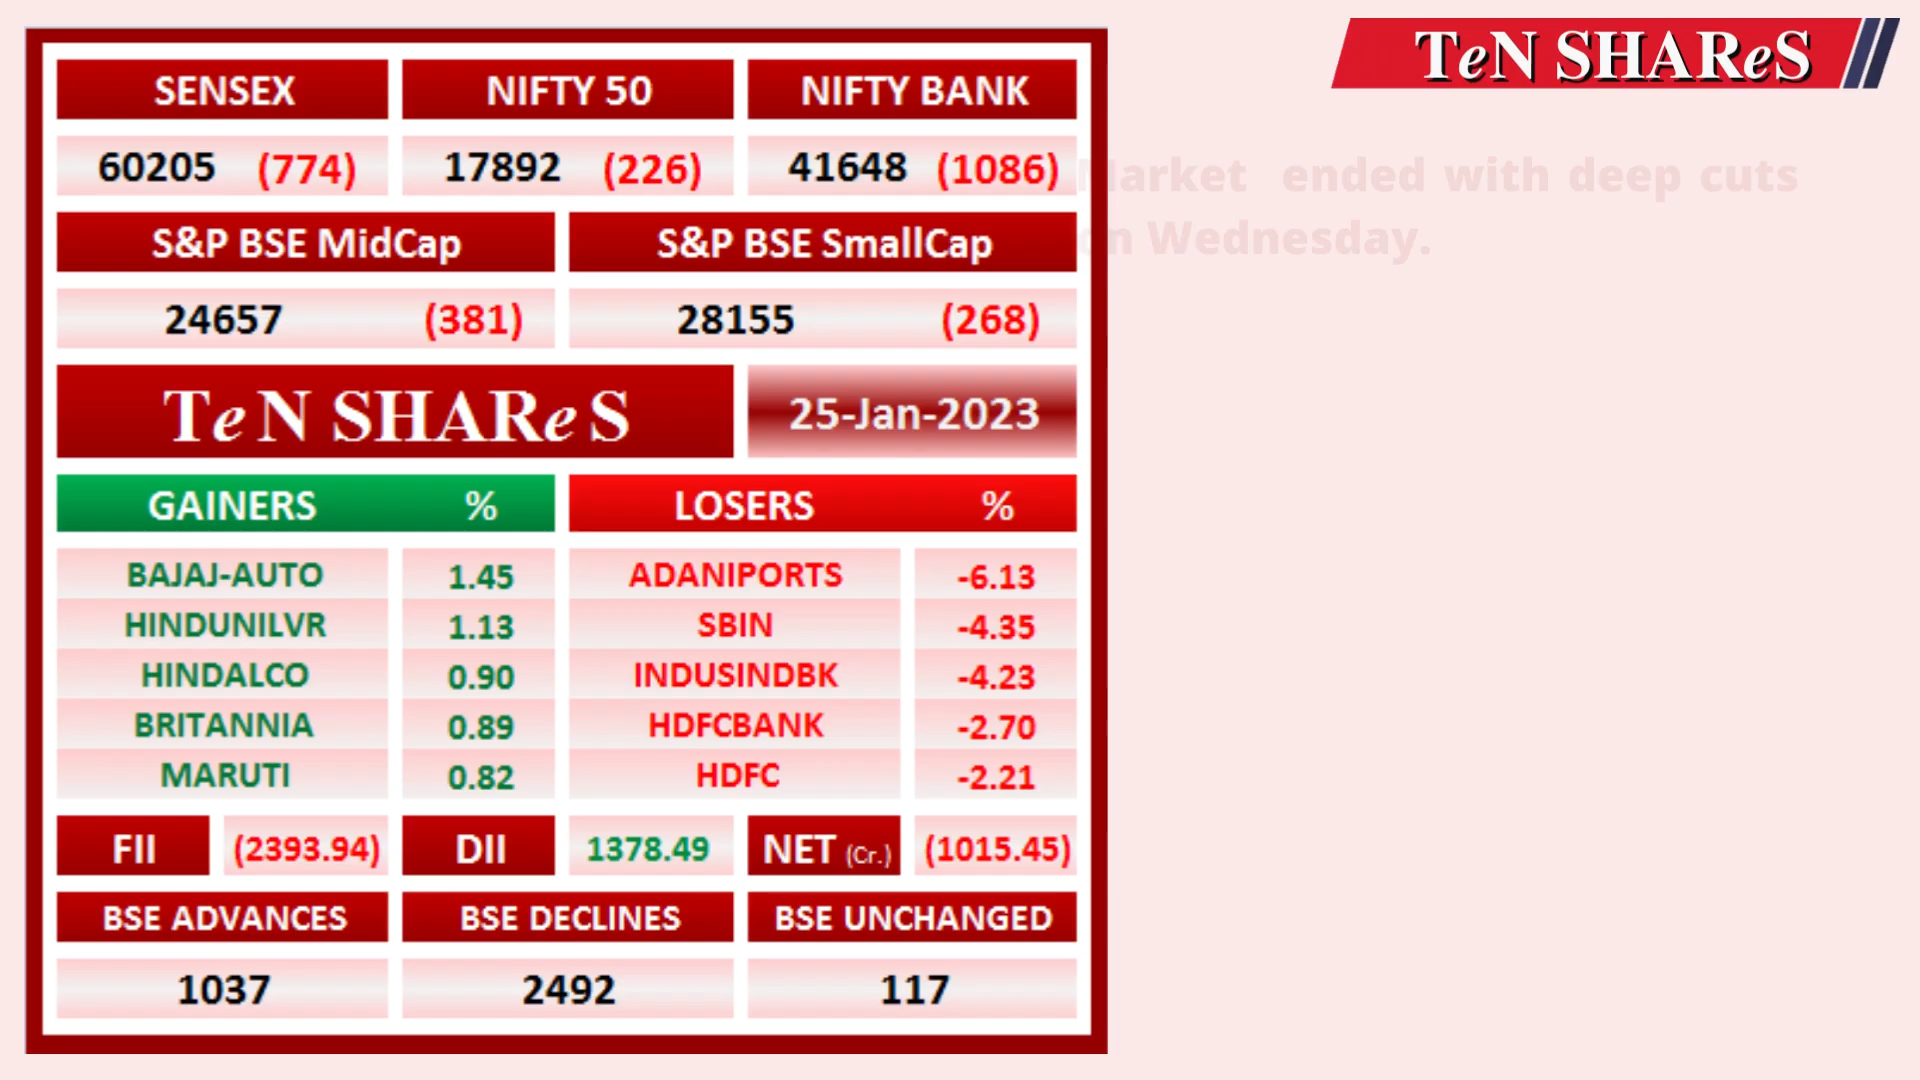 TeN SHAReS
SENSEX NIFTY 50 NIFTY BANK
60205 (774) 17892 (226) 41648 (1086)
Market ended with deep cuts
on Wednesday.
S&P BSE MidCap S&P BSE SmallCap
24657 (381) 28155 (268)
TeN SHAReS 25-Jan-2023
GAINERS % LOSERS %
BAJAJ-AUTO 1.45 ADANIPORTS -6.13
HINDUNILVR 1.13 SBIN -4.35
HINDALCO 0.90 INDUSINDBK -4.23
BRITANNIA 0.89 HDFCBANK -2.70
MARUTI 0.82 HDFC -2.21
FII (2393.94) DII 1378.49 NET (Cr.) (1015.45)
BSE ADVANCES BSE DECLINES BSE UNCHANGED
1037 2492 117